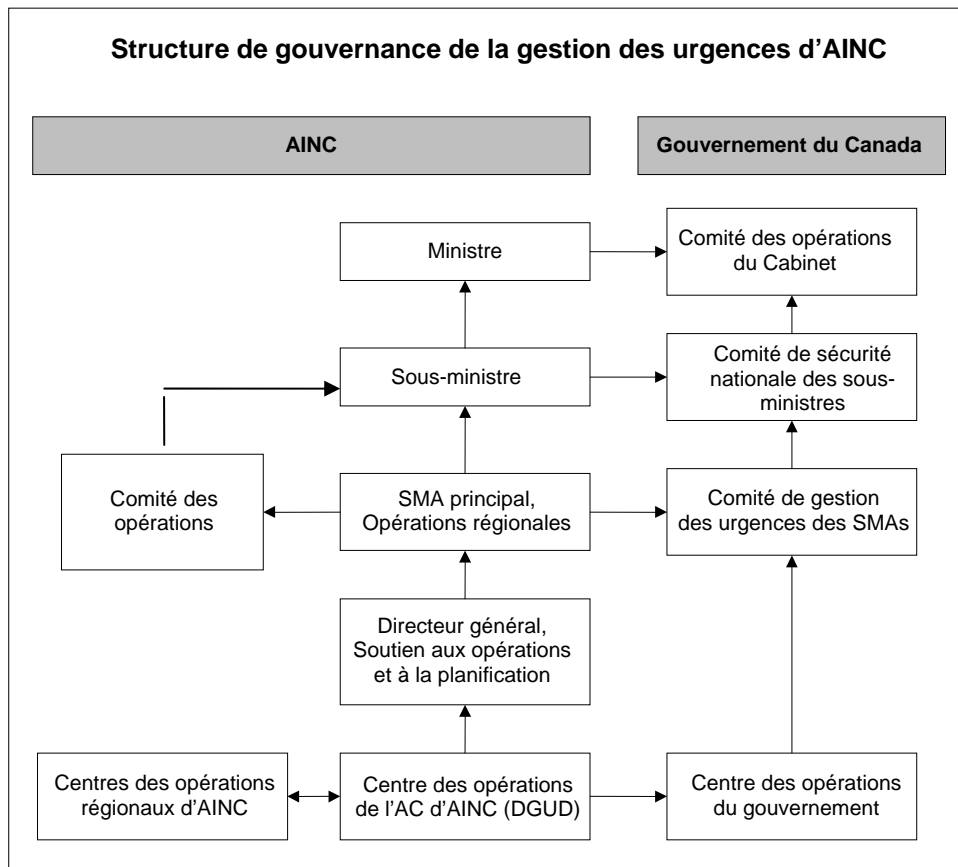 Structure de gouvernance de la gestion des urgences d’AINC
AINC
Gouvernement du Canada
Ministre
Comité des opérations
du Cabinet
Sous-ministre
Comité de sécurité
nationale des sous-
ministres
Comité des
opérations
SMA principal,
Opérations régionales
Comité de gestion
des urgences des SMAs
Directeur général,
Soutien aux opérations
et à la planification
Centres des opérations
régionaux d’AINC
Centre des opérations
de l’AC d’AINC (DGUD)
Centre des opérations
du gouvernement